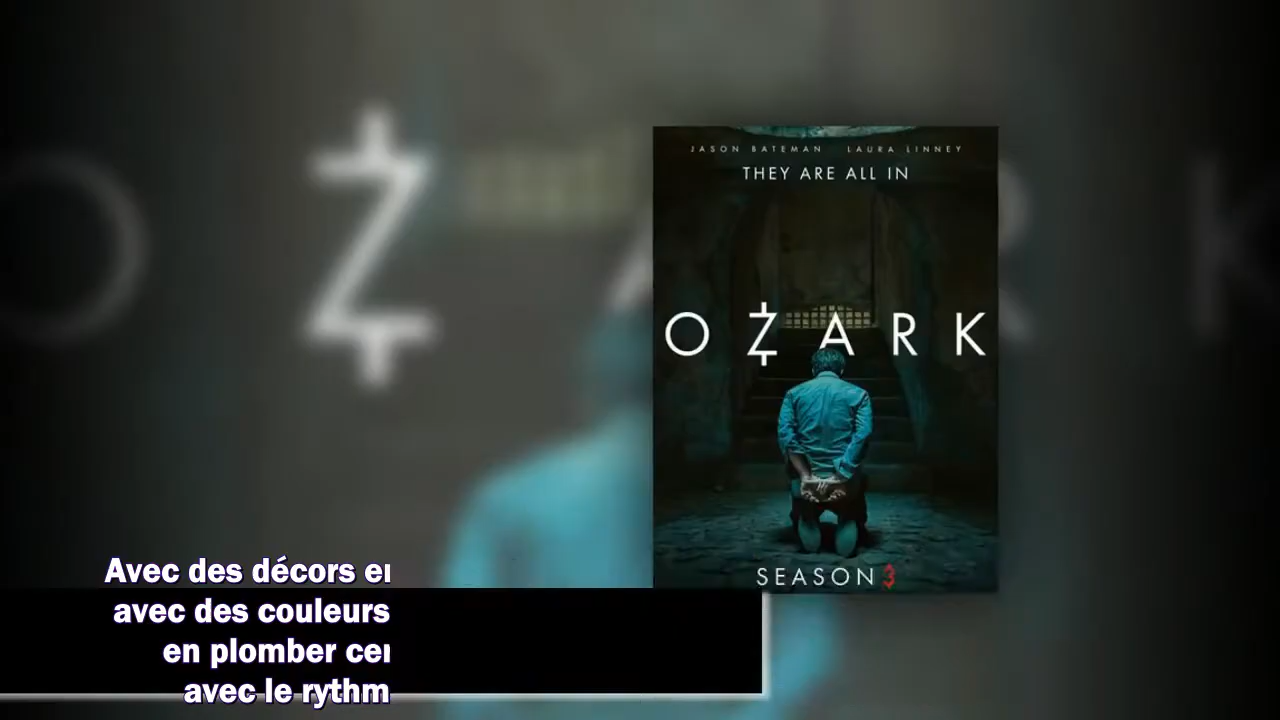 JASON BATEMAN LAURA LINNEY
THEY ARE ALL IN
OZARK
SEASON 3
Avec des décors
avec des couleurs
en plomber
avec le